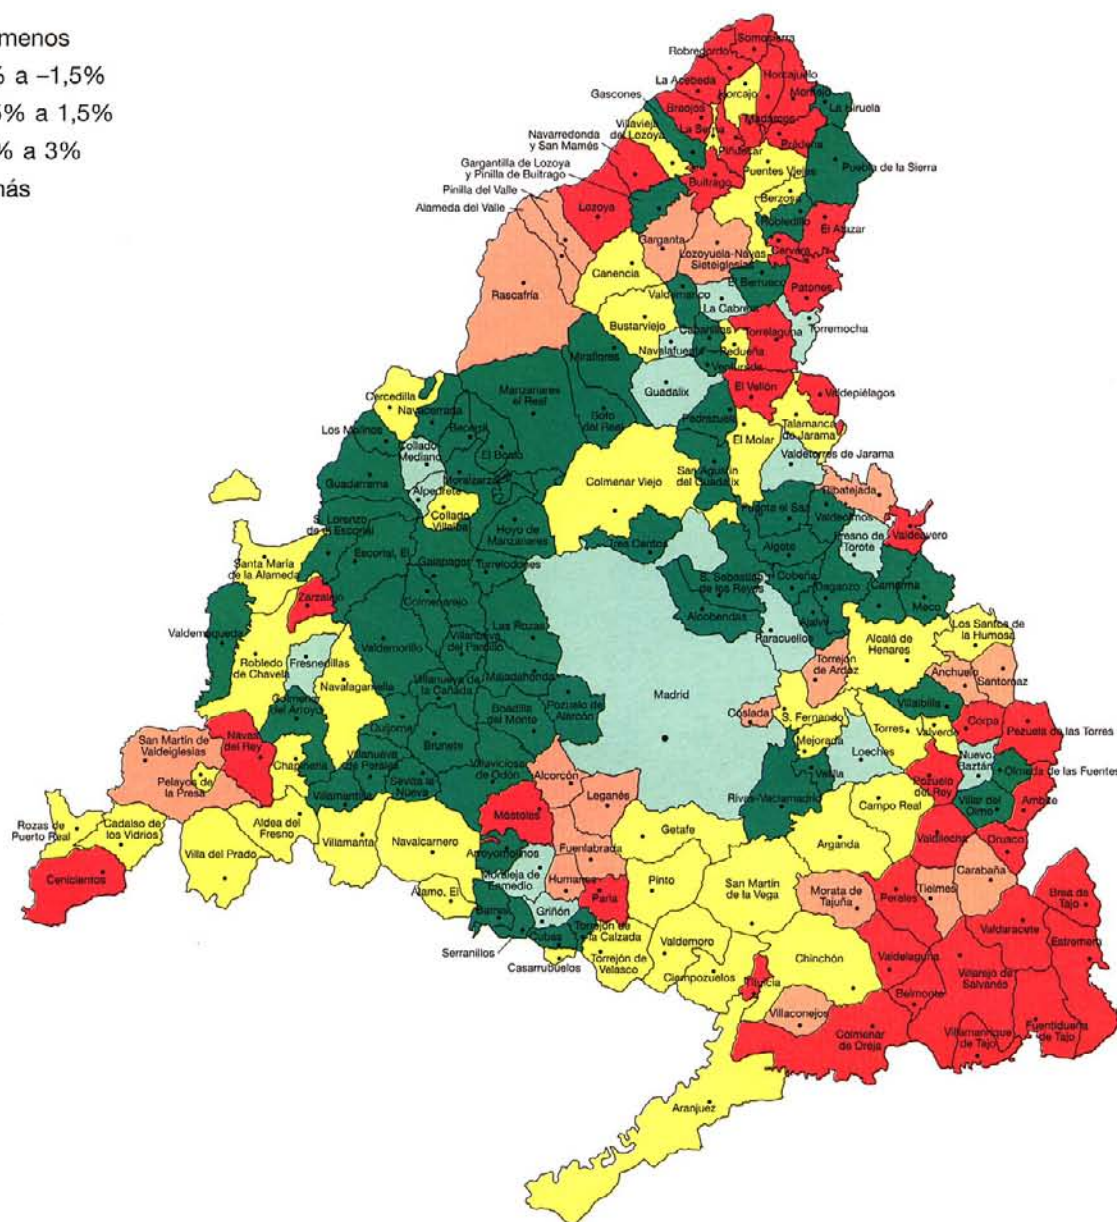 menos
% a –1,5%
5% a 1,5%
% a 3%
más
Somosierra
Robregordo
La Acebeda
Horcajuelo
Horcajo
Montejo
La Hiruela
Gascones
Braojos
Madarcos
Villavieja
del Lozoya
La Serna
Prádena
Piñuécar
Navarredonda
y San Mamés
Puebla de la Sierra
Puentes Viejas
Gargantilla de Lozoya
y Pinilla de Buitrago
Buitrago
Pinilla del Valle
Berzosa
Alameda del Valle
Lozoya
Robledillo
El Atazar
Garganta
Lozoyuela-Navas
Sieteiglesias
Cervera
Canencia
El Berrueco
Rascafría
Valdemanco
Patones
La Cabrera
Bustarviejo
Torremocha
Cabanillas
Torrelaguna
Miraflores
Navalafuente
Redueña
Venturada
Guadalix
El Vellón
Valdepiélagos
Cercedilla
Manzanares
el Real
Navacerrada
Soto
del Real
Pedrezuela
Talamanca
de Jarama
Los Molinos
Becerril
El Molar
Collado
Mediano
El Boalo
Valdetorres de Jarama
Guadarrama
Moralzarzal
Colmenar Viejo
San Agustín
del Guadalix
Ribatejada
Alpedrete
Collado
Villalba
Fuente el Saz
Valdeolmos
Valdeavero
S. Lorenzo
de el Escorial
Hoyo de
Manzanares
Fresno de
Torote
Tres Cantos
Algete
Santa María
de la Alameda
Escorial, El
Galapagar
Torrelodones
S. Sebastián
de los Reyes
Cobeña
Daganzo
Camarma
Zarzalejo
Colmenarejo
Meco
Alcobendas
Ajalvir
Valdemaqueda
Las Rozas
Paracuellos
Valdemorillo
Villanueva
del Pardillo
Alcalá de
Henares
Los Santos de
la Humosa
Robledo
de Chavela
Fresnedillas
Torrejón
de Ardoz
Navalagamella
Majadahonda
Anchuelo
Santorcaz
Villanueva de
la Cañada
Madrid
Colmenar
del Arroyo
Boadilla
del Monte
Pozuelo de
Alarcón
Villalbilla
Coslada
S. Fernando
Quijorna
Torres
Corpa
Pezuela de las Torres
Navas
del Rey
San Martín de
Valdeiglesias
Brunete
Valverde
Mejorada
Loeches
Nuevo
Baztán
Chapinería
Villanueva
de Perales
Villaviciosa
de Odón
Velilla
Olmeda de las Fuentes
Pelayos de
la Presa
Sevilla la
Nueva
Alcorcón
Pozuelo
del Rey
Villamantilla
Rivas-Vaciamadrid
Villar del
Olmo
Leganés
Campo Real
Ambite
Móstoles
Rozas de
Puerto Real
Cadalso de
los Vidrios
Aldea del
Fresno
Getafe
Valdilecha
Villamanta
Navalcarnero
Arganda
Orusco
Villa del Prado
Arroyomolinos
Fuenlabrada
Moraleja de
Enmedio
Carabaña
Cenicientos
Humanes
Pinto
San Martín
de la Vega
Álamo, El
Parla
Morata de
Tajuña
Perales
Tielmes
Brea de
Tajo
Batres
Griñón
Valdaracete
Cubas
Torrejón de
la Calzada
Estremera
Serranillos
Valdemoro
Chinchón
Valdelaguna
Casarrubuelos
Torrejón de
Velasco
Ciempozuelos
Villarejo de
Salvanés
Titulcia
Belmonte
Villaconejos
Colmenar
de Oreja
Villamanrique
de Tajo
Fuentidueña
de Tajo
Aranjuez